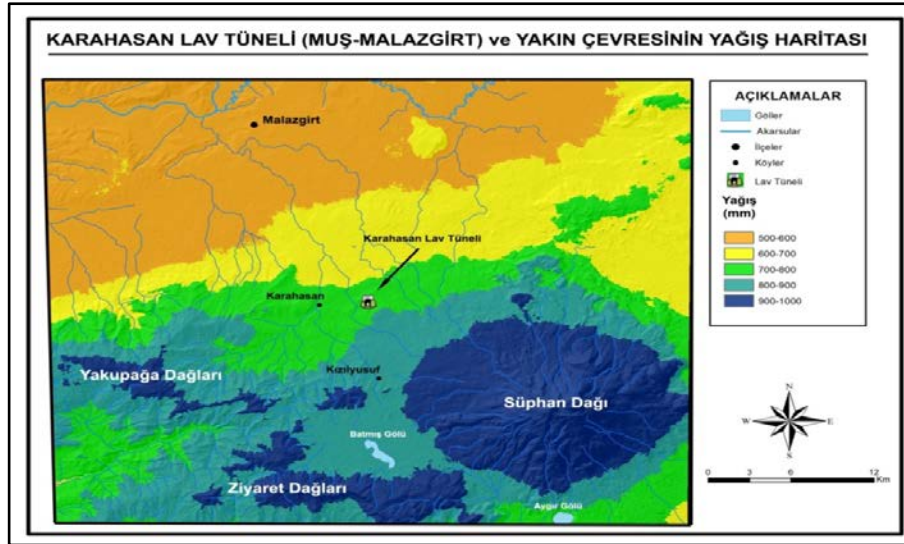 KARAHASAN LAV TÜNELİ (MUŞ-MALAZGİRT) ve YAKIN ÇEVRESİNİN YAĞIŞ HARİTASI
Malazgirt
Karahasan Lav Tüneli
Karahasan
Kızılyusuf
Yakupağa Dağları
Süphan Dağı
Batmış Gölü
Ziyaret Dağları
Aygır Gölü
AÇIKLAMALAR
Göller
Akarsular
İlçeler
Köyler
Lav Tüneli
Yağış
(mm)
500-600
600-700
700-800
800-900
900-1000
N
W E
S
0 3 6 12
Km